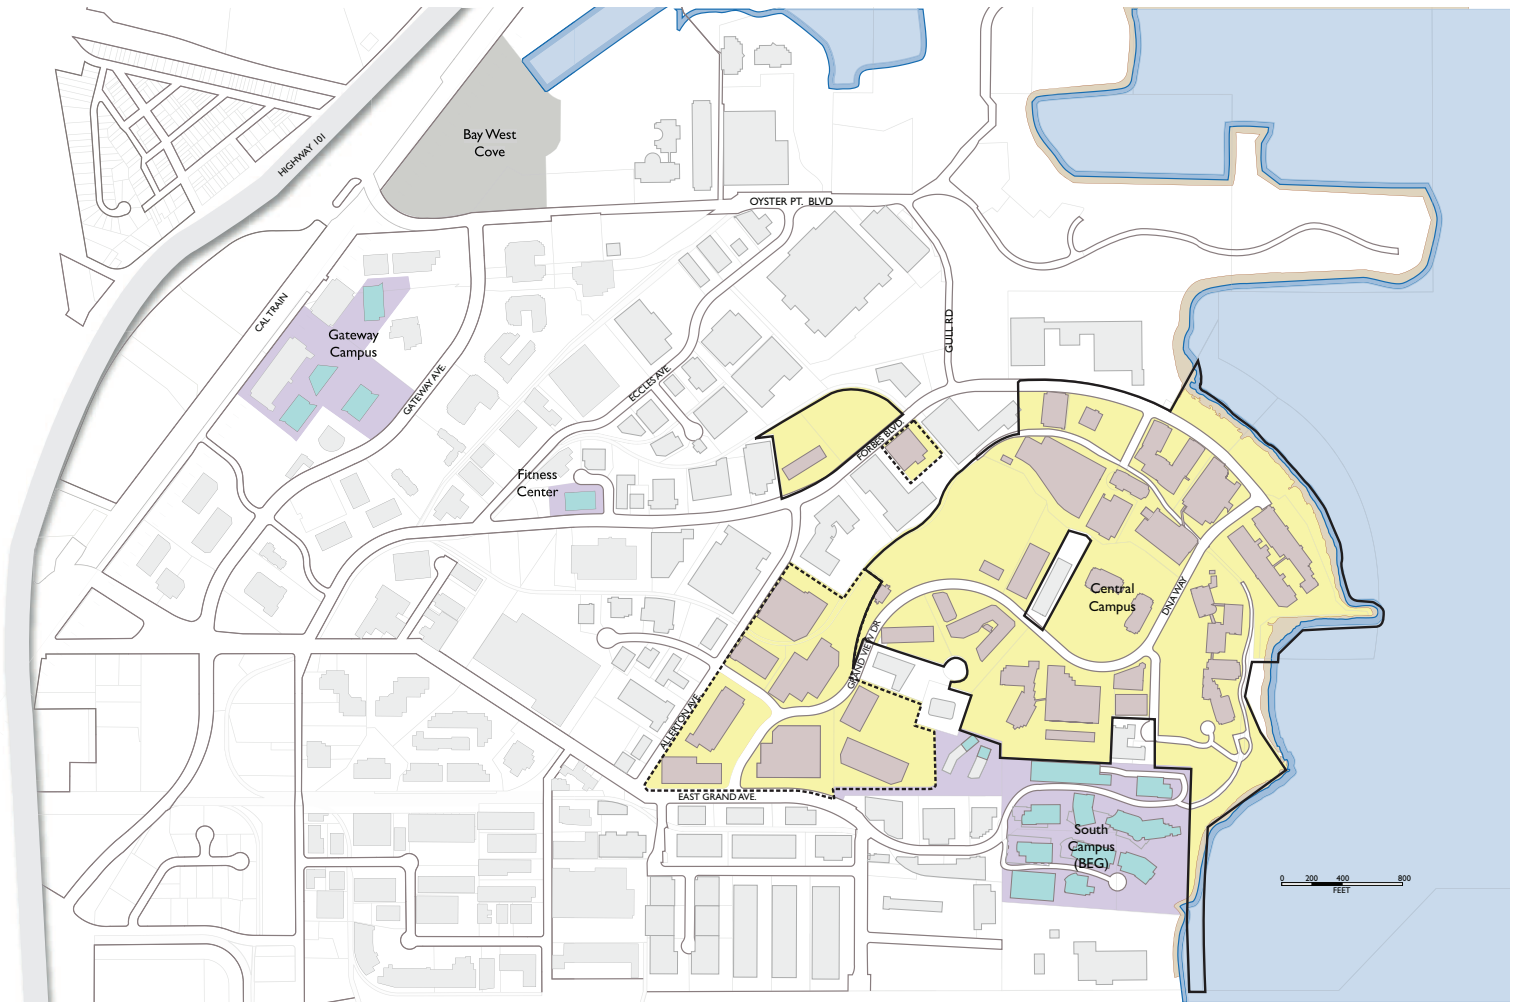 Bay West
Cove
HIGHWAY 101
OYSTER PT. BLVD
CAL TRAIN
Gateway
Campus
GATEWAY AVE.
ECCLES AVE
GULL RD
FORBES BLVD
Fitness
Center
Central
Campus
DNA WAY
GRAND VIEW DR
ALLERTON AVE
EAST GRAND AVE.
South
Campus
(BEG)
0 200 400 800
FEET